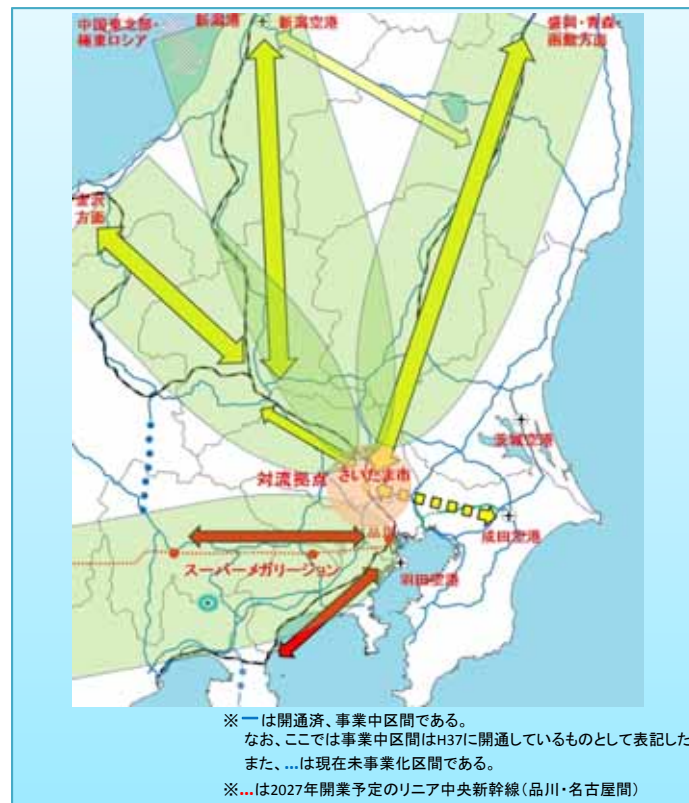 中国東北部・
極東ロシア
新潟港
新潟空港
盛岡・青森・
函館方面
金沢
方面
茨城空港
対流拠点
さいたま市
成田空港
品川
スーパーメガリージョン
羽田空港
※ーは開通済、事業中区間である。
なお、ここでは事業中区間はH37に開通しているものとして表記した
また、...は現在未事業化区間である。
※...は2027年開業予定のリニア中央新幹線(品川・名古屋間)